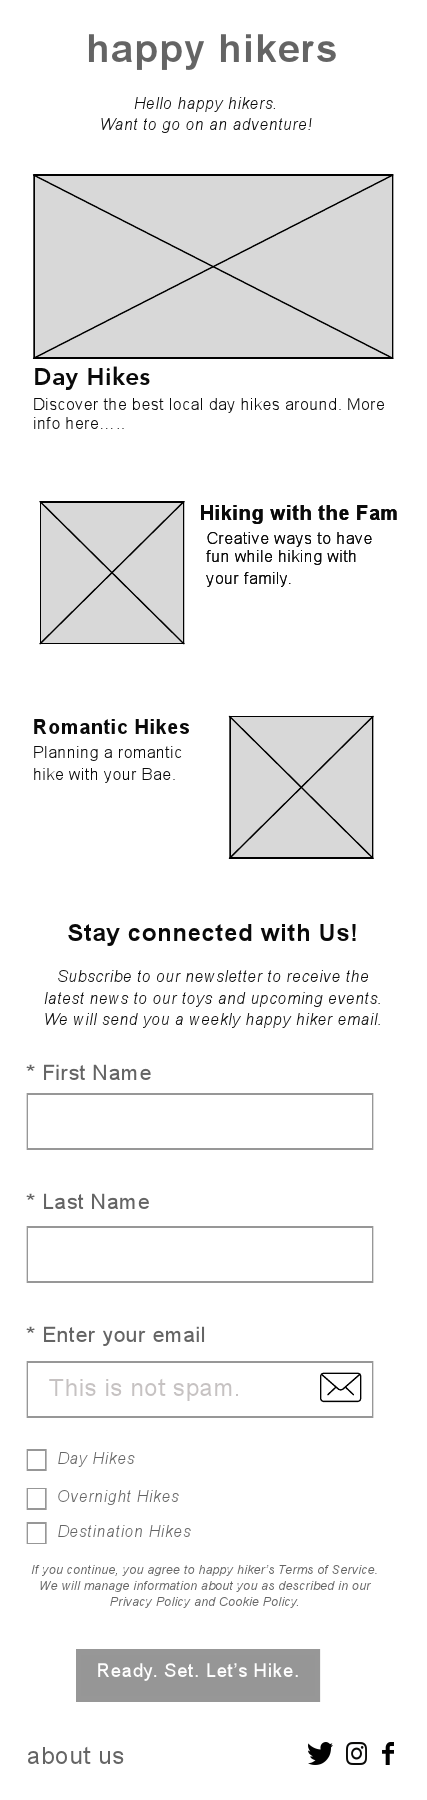 happy hikers
Hello happy hikers.
Want to go on an adventure!
Day Hikes
Discover the best local day hikes around. More
info here.....
Hiking with the Fam
Creative ways to have
fun while hiking with
your family.
Romantic Hikes
Planning a romantic
hike with your Bae.
Stay connected with Us!
Subscribe to our newsletter to receive the
latest news to our toys and upcoming events.
We will send you a weekly happy hiker email.
* First Name
* Last Name
* Enter your email
This is not spam.
Day Hikes
Overnight Hikes
Destination Hikes
If you continue, you agree to happy hiker's Terms of Service.
We will manage information about you as described in our
Privacy Policy and Cookie Policy.
Ready. Set. Let’s Hike.
about us